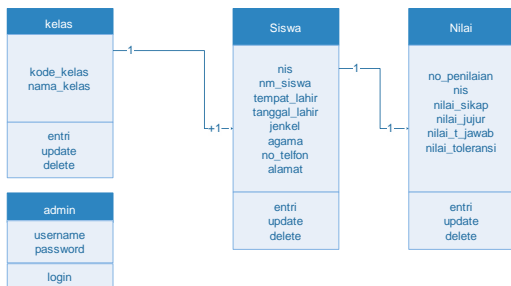 kelas
kode_kelas
nama_kelas
entri
update
delete
admin
username
password
login
1
+1
Siswa
nis
nm_siswa
tempat_lahir
tanggal_lahir
jenkel
agama
no_telfon
alamat
entri
update
delete
1
1
Nilai
no_penilaian
nis
nilai_sikap
nilai_jujur
nilai_t_jawab
nilai_toleransi
entri
update
delete